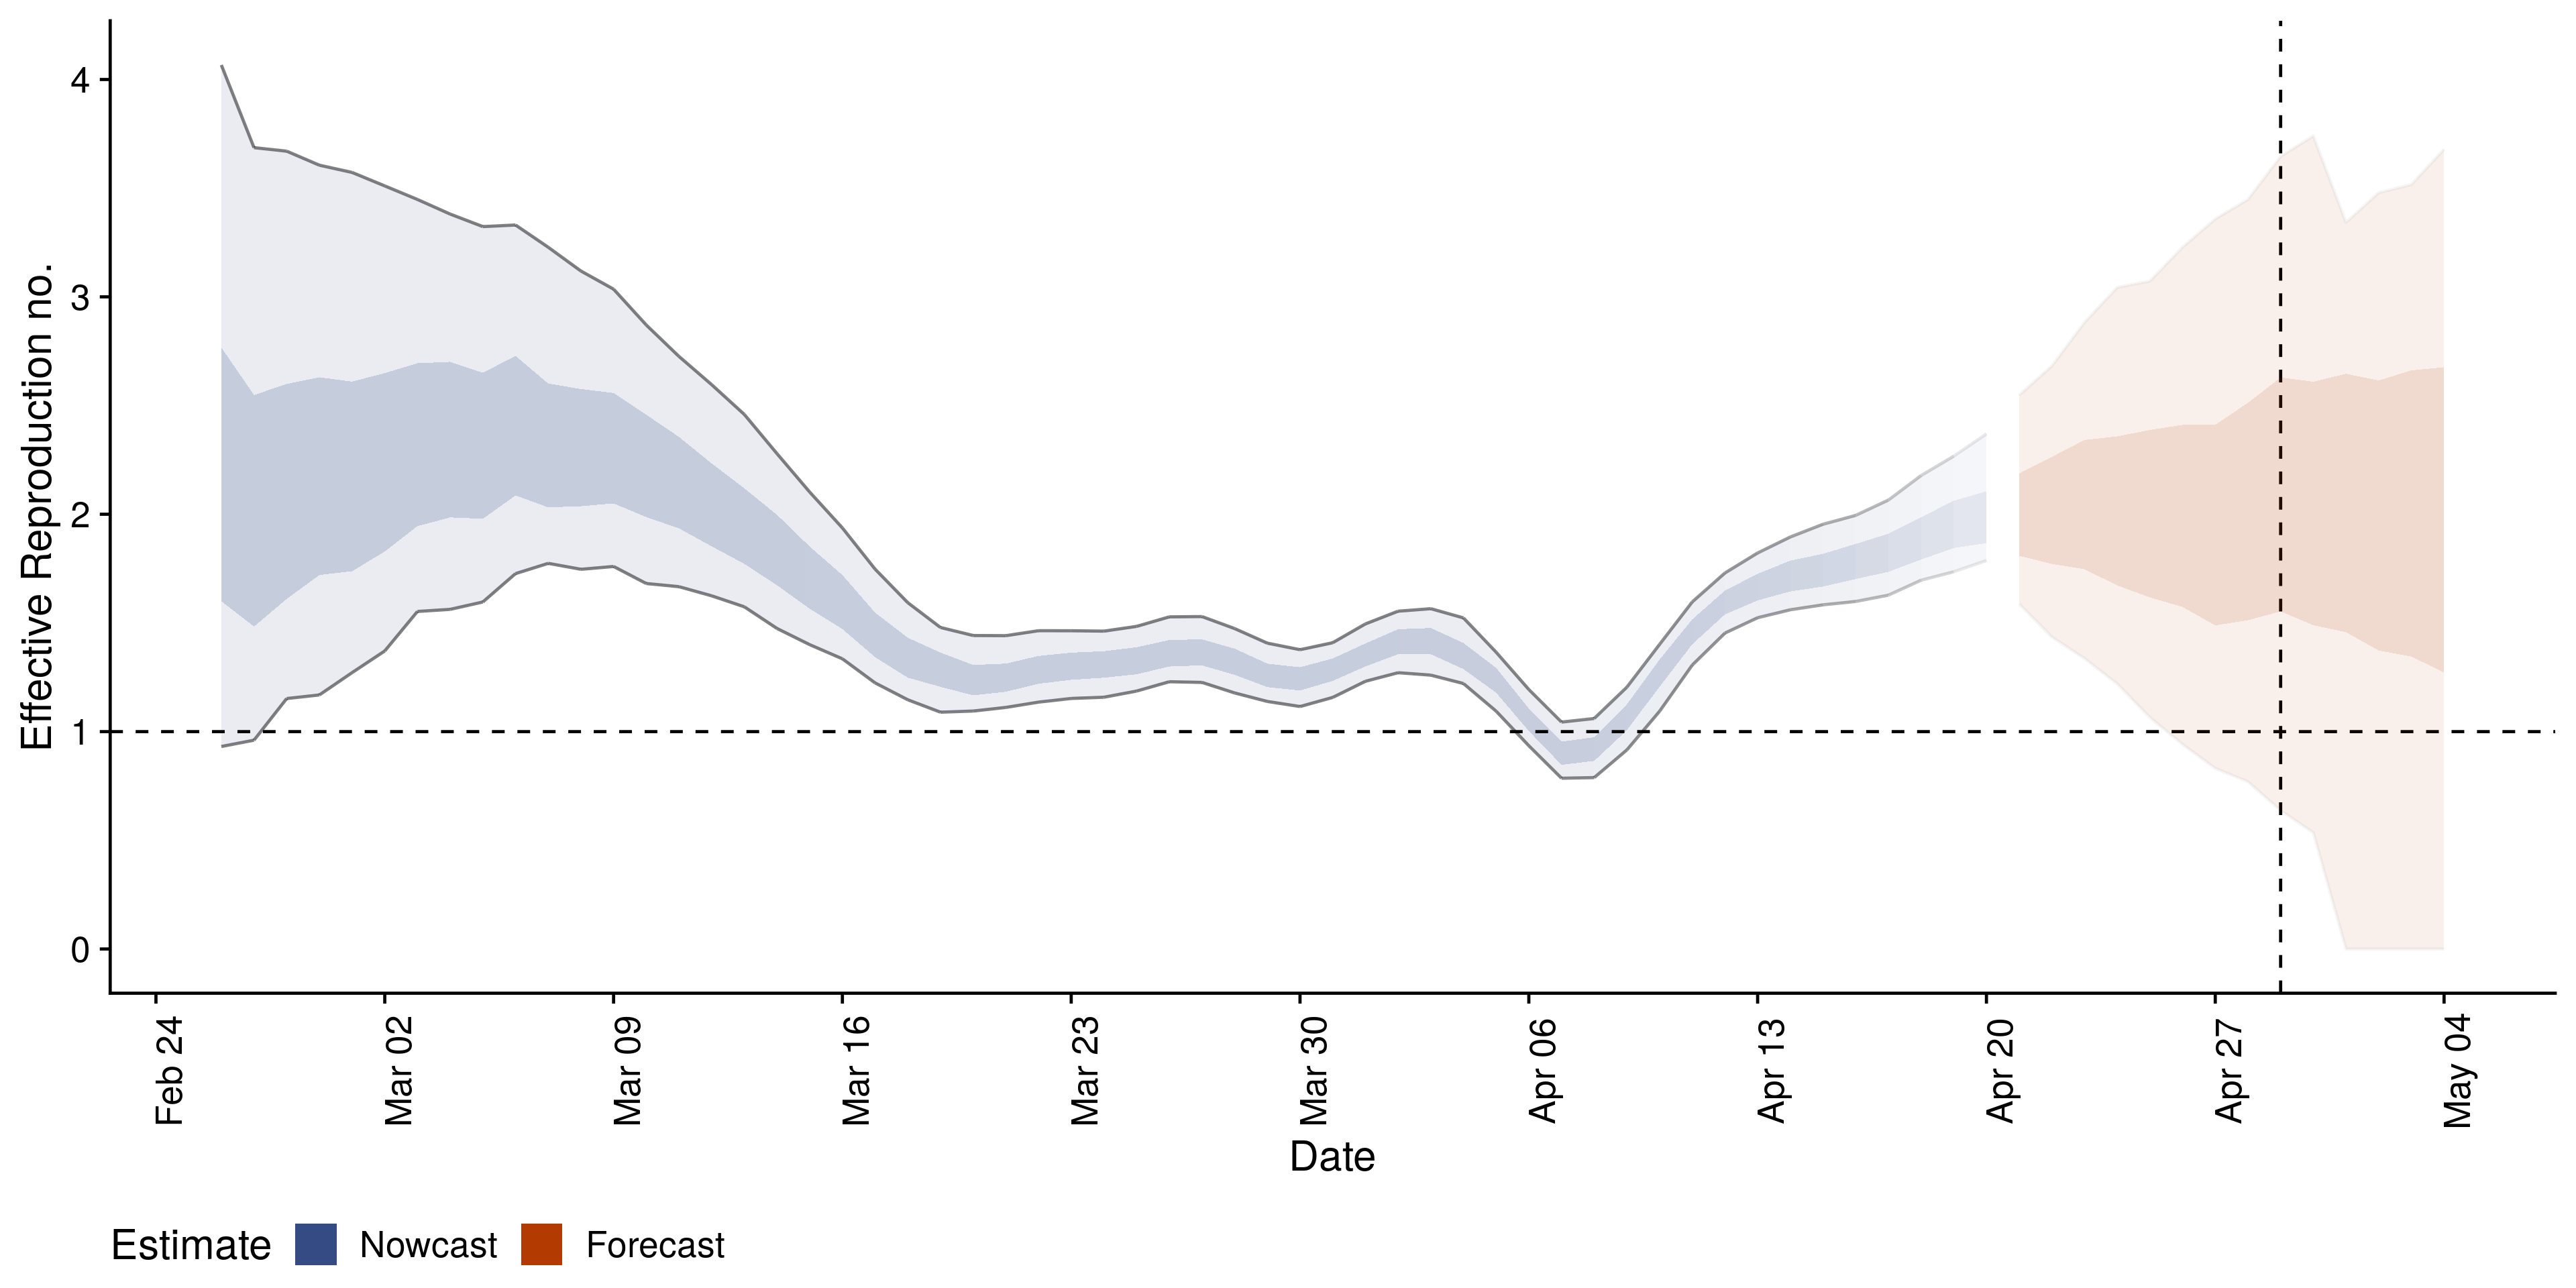 Effective Reproduction no.
4
3
2
1
0
Feb 24
Mar 02
Mar 09
Mar 16
Mar 23
Mar 30
Apr 06
Apr 13
Apr 20
Apr 27
May 04
Date
Estimate Nowcast Forecast